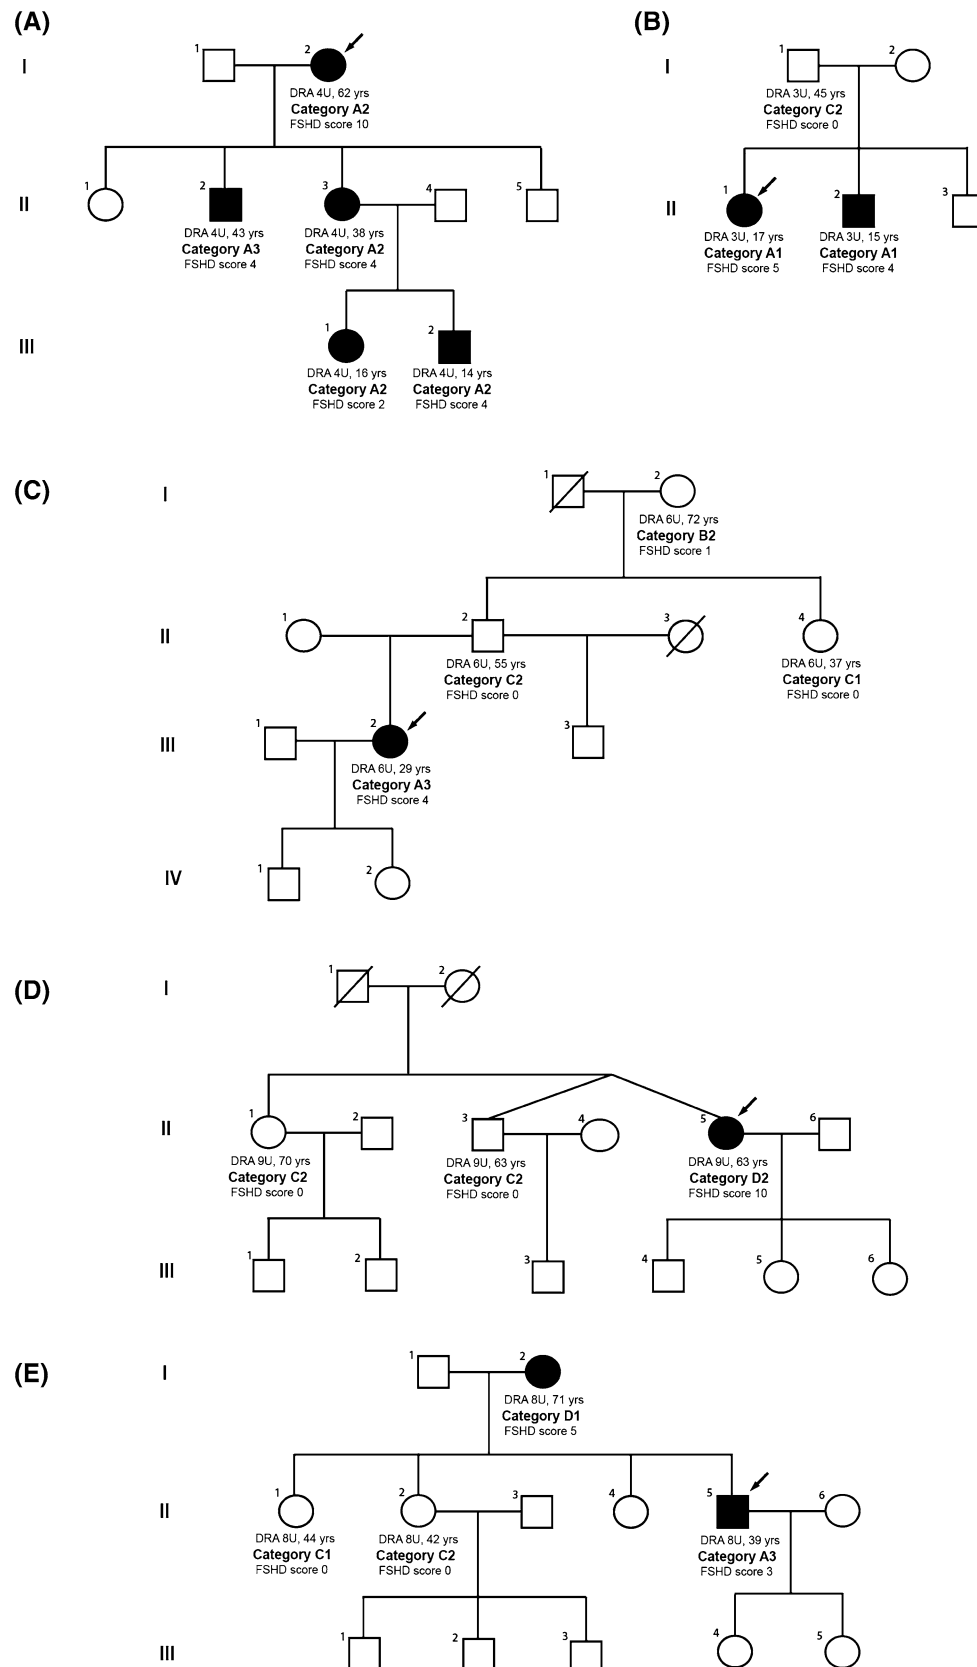 (A)
I
1
2
DRA 4U, 62 yrs
Category A2
FSHD score 10
II
1
2
3
4
5
DRA 4U, 43 yrs
Category A3
FSHD score 4
DRA 4U, 38 yrs
Category A2
FSHD score 4
III
1
2
DRA 4U, 16 yrs
Category A2
FSHD score 2
DRA 4U, 14 yrs
Category A2
FSHD score 4
(B)
I
1
2
DRA 3U, 45 yrs
Category C2
FSHD score 0
II
1
2
3
DRA 3U, 17 yrs
Category A1
FSHD score 5
DRA 3U, 15 yrs
Category A1
FSHD score 4
(C)
I
1
2
DRA 6U, 72 yrs
Category B2
FSHD score 1
II
1
2
3
4
DRA 6U, 55 yrs
Category C2
FSHD score 0
DRA 6U, 37 yrs
Category C1
FSHD score 0
III
1
2
3
DRA 6U, 29 yrs
Category A3
FSHD score 4
IV
1
2
(D)
I
1
2
II
1
2
3
4
5
6
DRA 9U, 70 yrs
Category C2
FSHD score 0
DRA 9U, 63 yrs
Category C2
FSHD score 0
DRA 9U, 63 yrs
Category D2
FSHD score 10
III
1
2
3
4
5
6
(E)
I
1
2
DRA 8U, 71 yrs
Category D1
FSHD score 5
II
1
2
3
4
5
6
DRA 8U, 44 yrs
Category C1
FSHD score 0
DRA 8U, 42 yrs
Category C2
FSHD score 0
DRA 8U, 39 yrs
Category A3
FSHD score 3
III
1
2
3
4
5